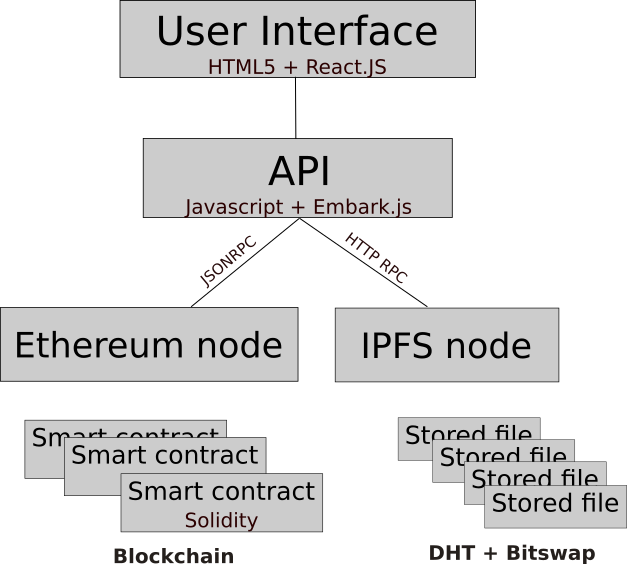 User Interface
HTML5 + React.JS
API
Javascript + Embark.js
JSONRPC
HTTP RPC
Ethereum node
IPFS node
Smart contract
Smart contract
Smart contract
Solidity
Blockchain
Stored file
Stored file
Stored file
Stored file
DHT + Bitswap